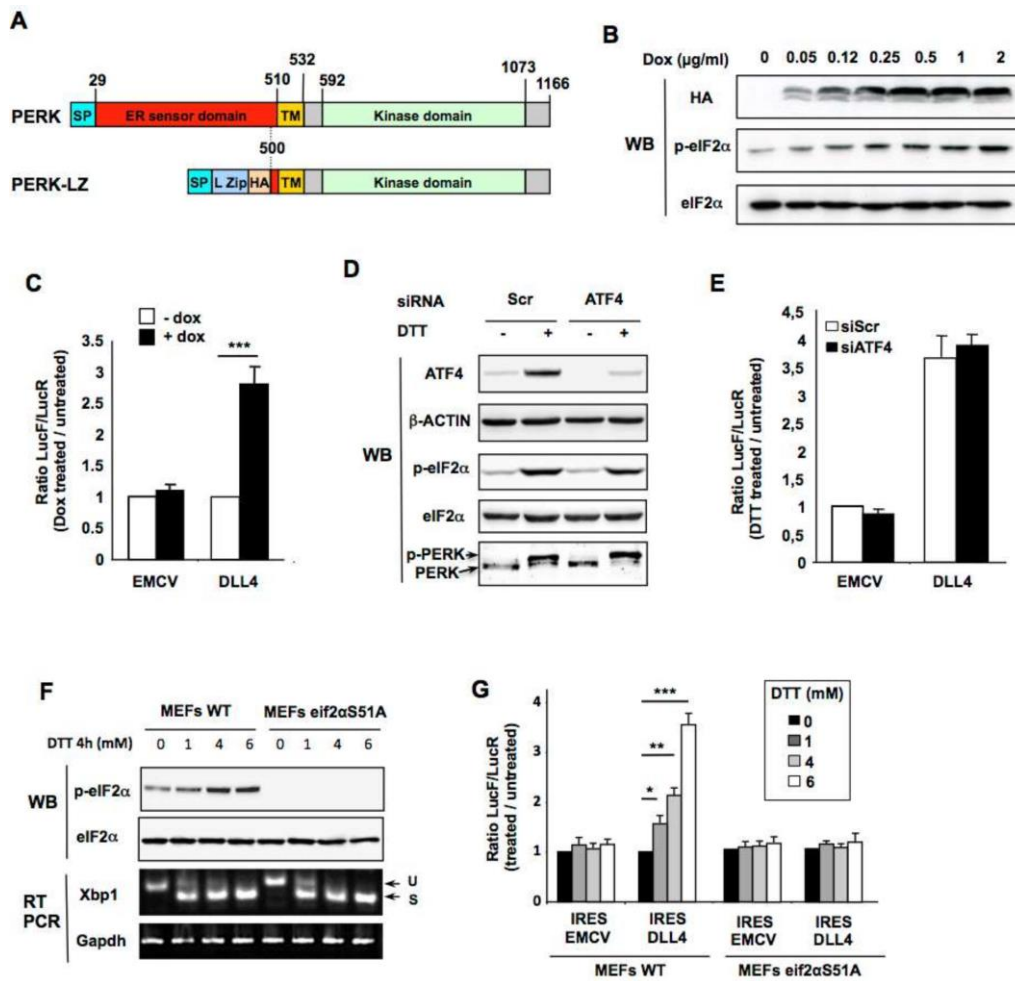 A
29 510 532 592 1073 1166
PERK SP ER sensor domain TM Kinase domain
500
PERK-LZ SP L Zip HA TM Kinase domain
B
Dox (µg/ml) 0 0.05 0.12 0.25 0.5 1 2
HA
WB p-eIF2α
eIF2α
C
- dox
+ dox
***
Ratio LucF/LucR
(Dox treated / untreated)
3.5
3
2.5
2
1.5
1
0.5
0
EMCV DLL4
D
siRNA Scr ATF4
DTT - + - +
ATF4
β-ACTIN
WB
p-eIF2α
eIF2α
p-PERK
PERK
E
siScr
siATF4
Ratio LucF/LucR
(DTT treated / untreated)
4,5
4
3,5
3
2,5
2
1,5
1
0,5
0
EMCV DLL4
F
MEFs WT MEFs eif2αS51A
DTT 4h (mM) 0 1 4 6 0 1 4 6
WB p-eIF2α
eIF2α
RT
PCR
Xbp1 U
S
Gapdh
G
DTT (mM)
0
1
4
6
***
**
*
Ratio LucF/LucR
(treated / untreated)
4
3
2
1
0
IRES IRES IRES IRES
EMCV DLL4 EMCV DLL4
MEFs WT MEFs eif2αS51A